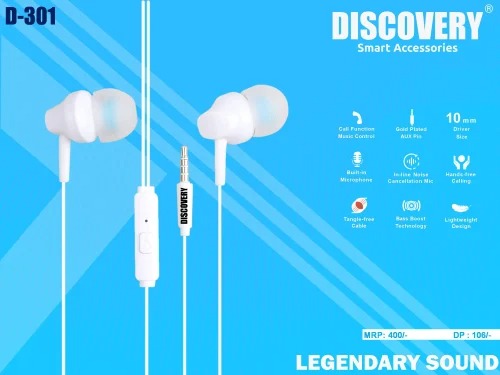 D-301
DISCOVERY®
Smart Accessories
Call Function
Music Control
Gold Plated
AUX Pin
10 mm
Driver
Size
Built-in
Microphone
In-line Noise
Cancellation Mic
Hands-free
Calling
Tangle-free
Cable
Bass Boost
Technology
Lightweight
Design
DISCOVERY
MRP: 400/-
DP : 106/-
LEGENDARY SOUND